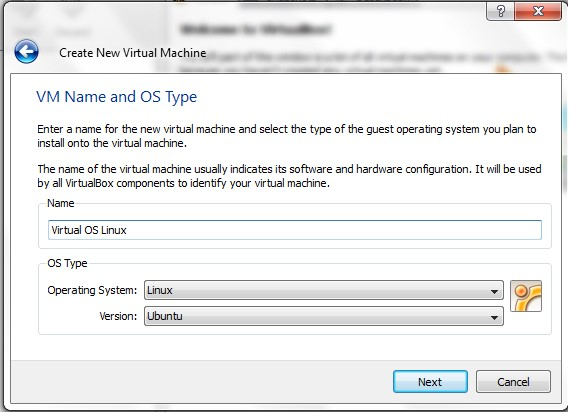 Welcome to VirtualBox!
Create New Virtual Machine
VM Name and OS Type
Enter a name for the new virtual machine and select the type of the guest operating system you plan to
install onto the virtual machine.
The name of the virtual machine usually indicates its software and hardware configuration. It will be used
by all VirtualBox components to identify your virtual machine.
Name
Virtual OS Linux
OS Type
Operating System: Linux
Version: Ubuntu
Next Cancel